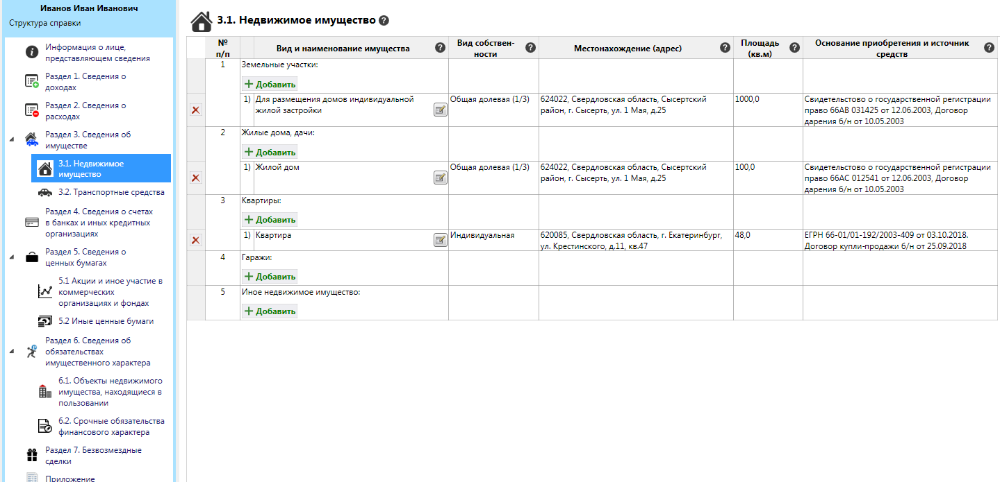 Иванов Иван Иванович
Структура справки
Информация о лице,
представляющем сведения
Раздел 1. Сведения о
доходах
Раздел 2. Сведения о
расходах
Раздел 3. Сведения об
имуществе
3.1. Недвижимое
имущество
3.2. Транспортные средства
Раздел 4. Сведения о счетах
в банках и иных кредитных
организациях
Раздел 5. Сведения о
ценных бумагах
5.1 Акции и иное участие в
коммерческих
организациях и фондах
5.2 Иные ценные бумаги
Раздел 6. Сведения об
обязательствах
имущественного характера
6.1. Объекты недвижимого
имущества, находящиеся в
пользовании
6.2. Срочные обязательства
финансового характера
Раздел 7. Безвозмездные
сделки
Приложение
3.1. Недвижимое имущество ?
№
п/п
Вид и наименование имущества ?
Вид собствен-
ности ?
Местонахождение (адрес) ?
Площадь
(кв.м) ?
Основание приобретения и источник
средств ?
1 Земельные участки:
+ Добавить
1) Для размещения домов индивидуальной
жилой застройки
Общая долевая (1/3)
624022, Свердловская область, Сысертский
район, г. Сысерть, ул. 1 Мая, д.25
1000,0
Свидетельстово о государственной регистрации
право 66АВ 031425 от 12.06.2003, Договор
дарения б/н от 10.05.2003
2 Жилые дома, дачи:
+ Добавить
1) Жилой дом
Общая долевая (1/3)
624022, Свердловская область, Сысертский
район, г. Сысерть, ул. 1 Мая, д.25
100,0
Свидетельстово о государственной регистрации
право 66АС 012541 от 12.06.2003, Договор
дарения б/н от 10.05.2003
3 Квартиры:
+ Добавить
1) Квартира
Индивидуальная
620085, Свердловская область, г. Екатеринбург,
ул. Крестинского, д.11, кв.47
48,0
ЕГРН 66-01/01-192/2003-409 от 03.10.2018.
Договор купли-продажи б/н от 25.09.2018
4 Гаражи:
+ Добавить
5 Иное недвижимое имущество:
+ Добавить